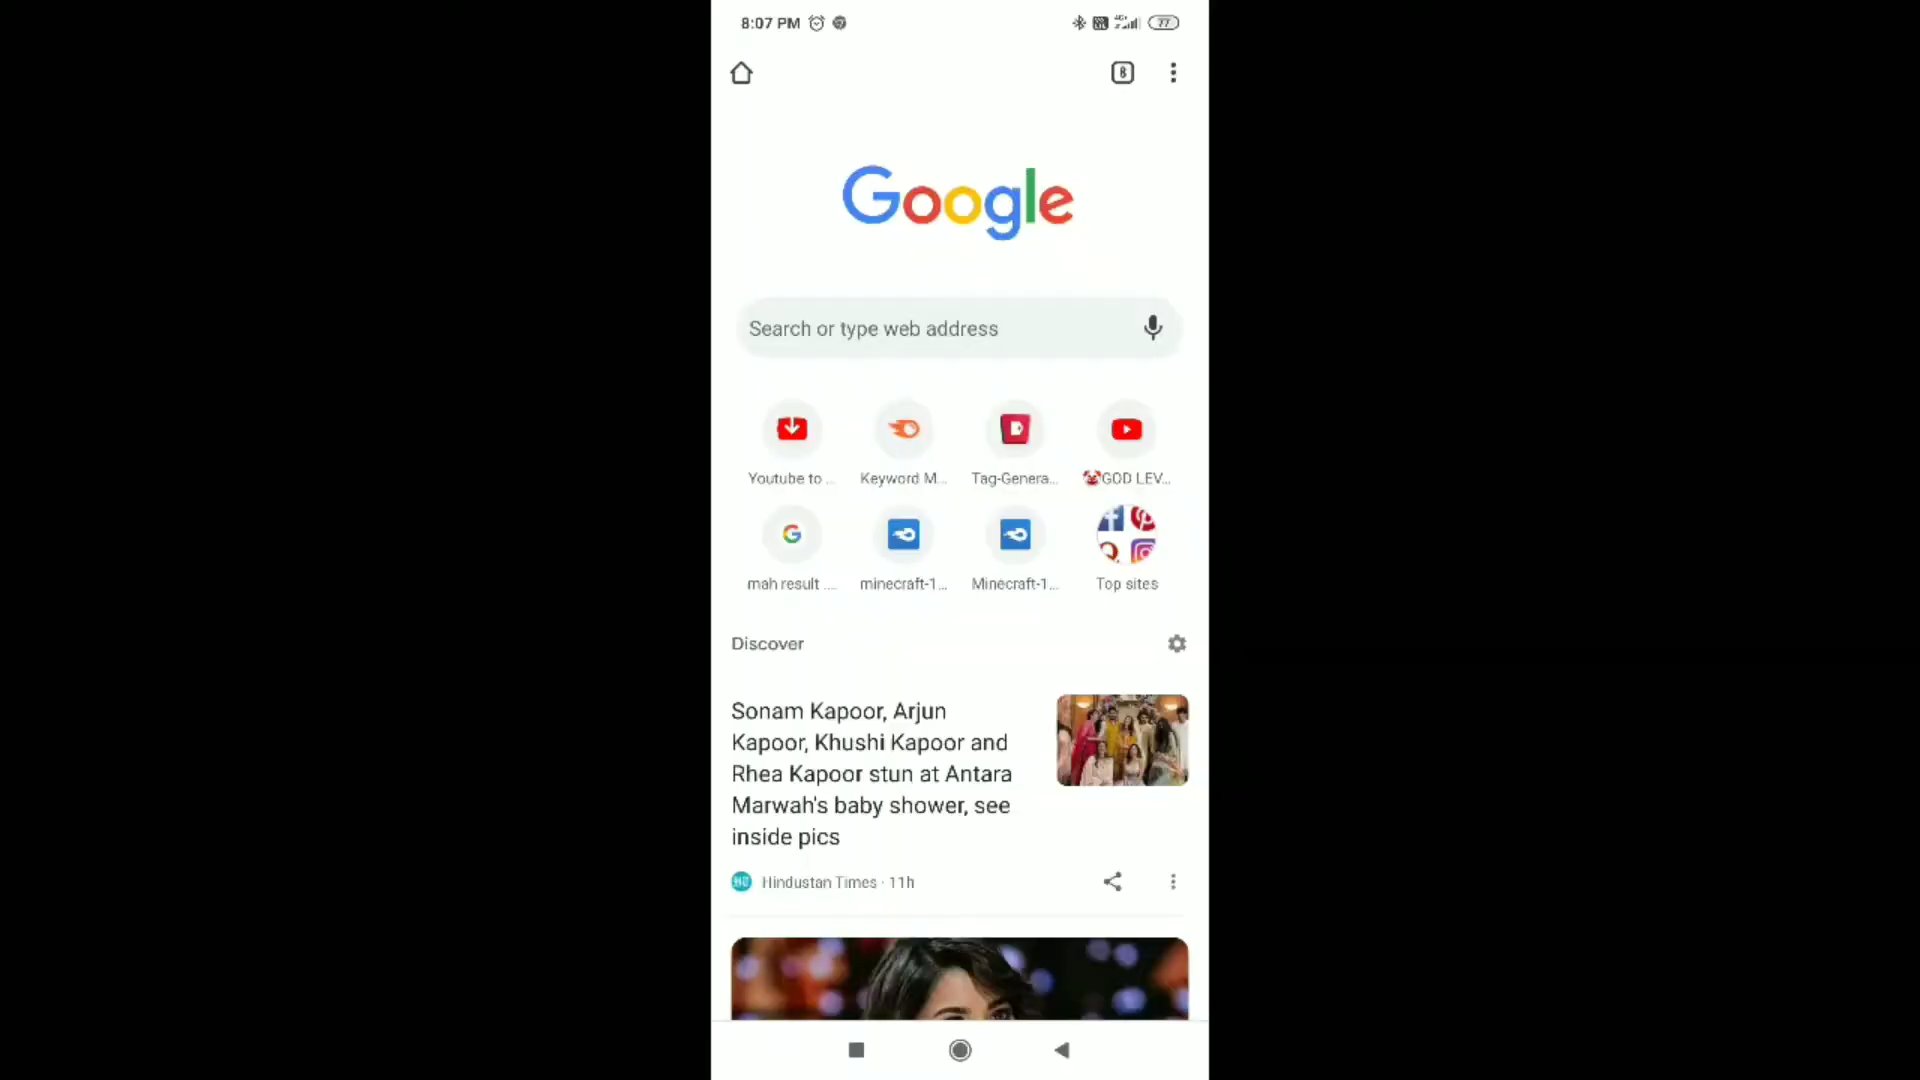 8:07 PM
77
8
Google
Search or type web address
Youtube to ...
Keyword M...
Tag-Genera...
🤡GOD LEV...
mah result ....
minecraft-1...
Minecraft-1...
Top sites
Discover
Sonam Kapoor, Arjun
Kapoor, Khushi Kapoor and
Rhea Kapoor stun at Antara
Marwah's baby shower, see
inside pics
Hindustan Times · 11h